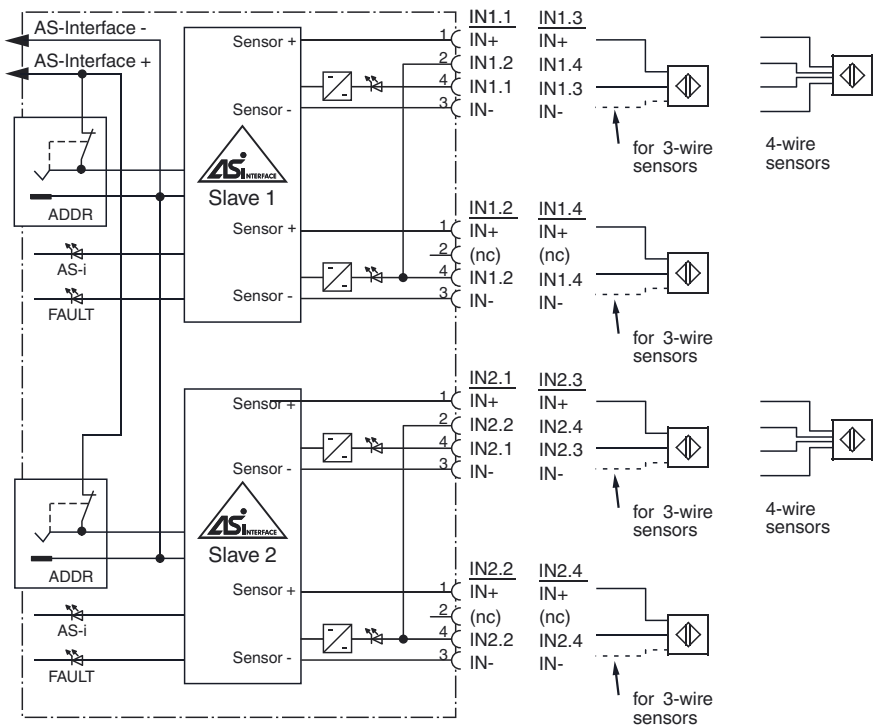 AS-Interface -
AS-Interface +
ADDR
AS-i
FAULT
Sensor +
Sensor -
ASi INTERFACE
Slave 1
Sensor +
Sensor -
1
2
4
3
IN1.1
IN+
IN1.2
IN1.1
IN-
IN1.3
IN+
IN1.4
IN1.3
IN-
for 3-wire
sensors
4-wire
sensors
1
2
4
3
IN1.2
IN+
(nc)
IN1.2
IN-
IN1.4
IN+
(nc)
IN1.4
IN-
for 3-wire
sensors
ADDR
AS-i
FAULT
Sensor +
Sensor -
ASi INTERFACE
Slave 2
Sensor +
Sensor -
1
2
4
3
IN2.1
IN+
IN2.2
IN2.1
IN-
IN2.3
IN+
IN2.4
IN2.3
IN-
for 3-wire
sensors
4-wire
sensors
1
2
4
3
IN2.2
IN+
(nc)
IN2.2
IN-
IN2.4
IN+
(nc)
IN2.4
IN-
for 3-wire
sensors